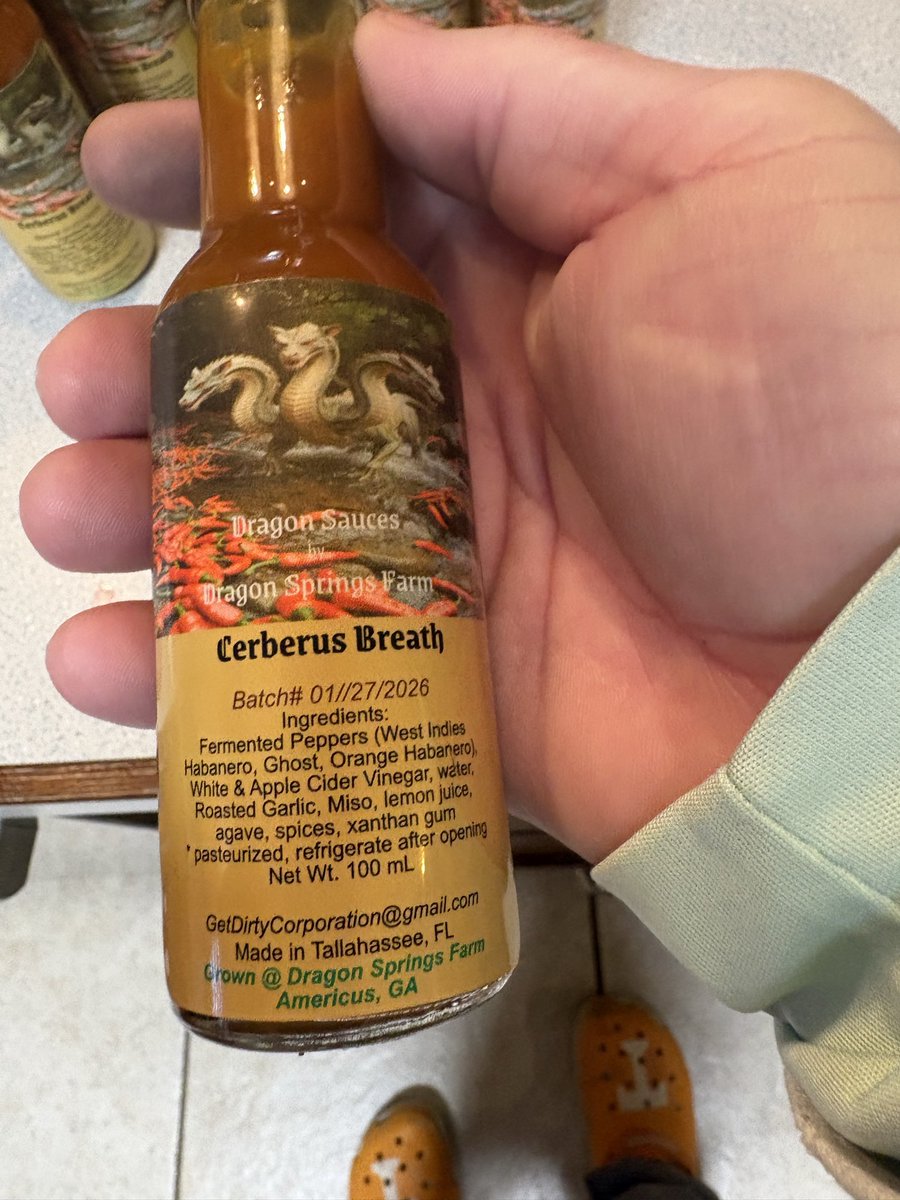 Dragon Sauces
by
Dragon Springs Farm
Cerberus Breath
Batch# 01//27/2026
Ingredients:
Fermented Peppers (West Indies
Habanero, Ghost, Orange Habanero),
White & Apple Cider Vinegar, water,
Roasted Garlic, Miso, lemon juice,
agave, spices, xanthan gum
*pasteurized, refrigerate after opening
Net Wt. 100 mL
GetDirtyCorporation@gmail.com
Made in Tallahassee, FL
Grown @ Dragon Springs Farm
Americus, GA